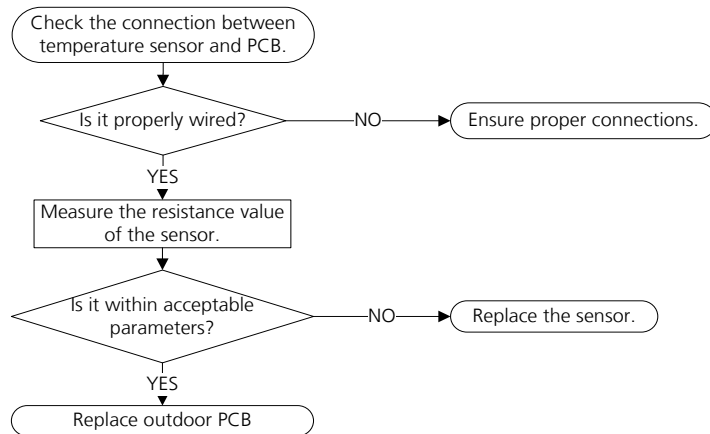 Check the connection between
temperature sensor and PCB.
Is it properly wired?
NO
Ensure proper connections.
YES
Measure the resistance value
of the sensor.
Is it within acceptable
parameters?
NO
Replace the sensor.
YES
Replace outdoor PCB